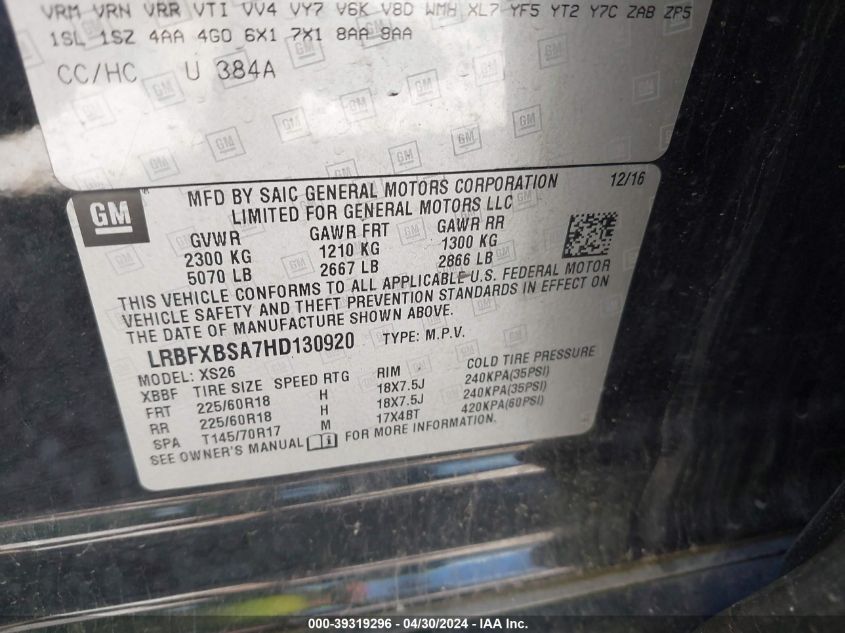 VRM VRN VRR VTI VV4 VY7 V6K V8D WMH XL7 YF5 YT2 Y7C ZAB ZP5
1SL 1SZ 4AA 4G0 6X1 7X1 8AA 9AA
CC/HC U 384A
GM
MFD BY SAIC GENERAL MOTORS CORPORATION 12/16
LIMITED FOR GENERAL MOTORS LLC
GVWR GAWR FRT GAWR RR
2300 KG 1210 KG 1300 KG
5070 LB 2667 LB 2866 LB
THIS VEHICLE CONFORMS TO ALL APPLICABLE U.S. FEDERAL MOTOR
VEHICLE SAFETY AND THEFT PREVENTION STANDARDS IN EFFECT ON
THE DATE OF MANUFACTURE SHOWN ABOVE.
LRBFXBSA7HD130920 TYPE: M.P.V.
MODEL: XS26
XBBF TIRE SIZE SPEED RTG RIM COLD TIRE PRESSURE
FRT 225/60R18 H 18X7.5J 240KPA(35PSI)
RR 225/60R18 H 18X7.5J 240KPA(35PSI)
SPA T145/70R17 M 17X4BT 420KPA(60PSI)
SEE OWNER'S MANUAL FOR MORE INFORMATION.
000-39319296 - 04/30/2024 - IAA Inc.